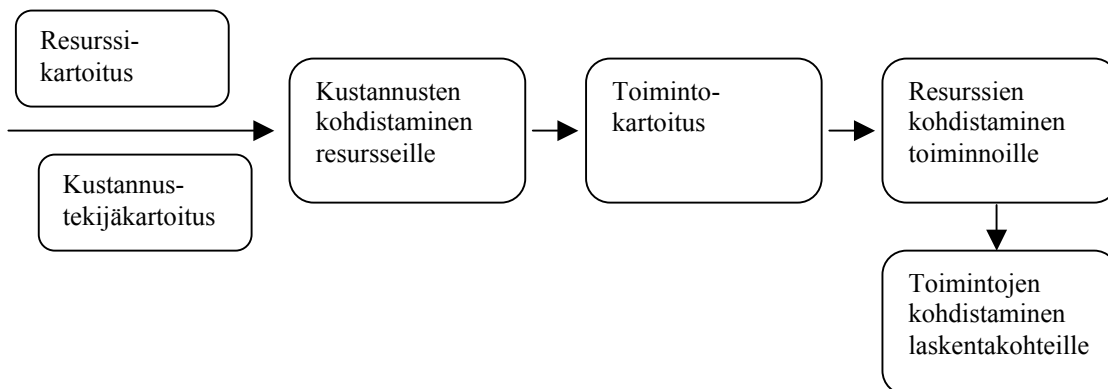 Resurssi-
kartoitus
Kustannus-
tekijäkartoitus
Kustannusten
kohdistaminen
resursseille
Toiminto-
kartoitus
Resurssien
kohdistaminen
toiminnoille
Toimintojen
kohdistaminen
laskentakohteille